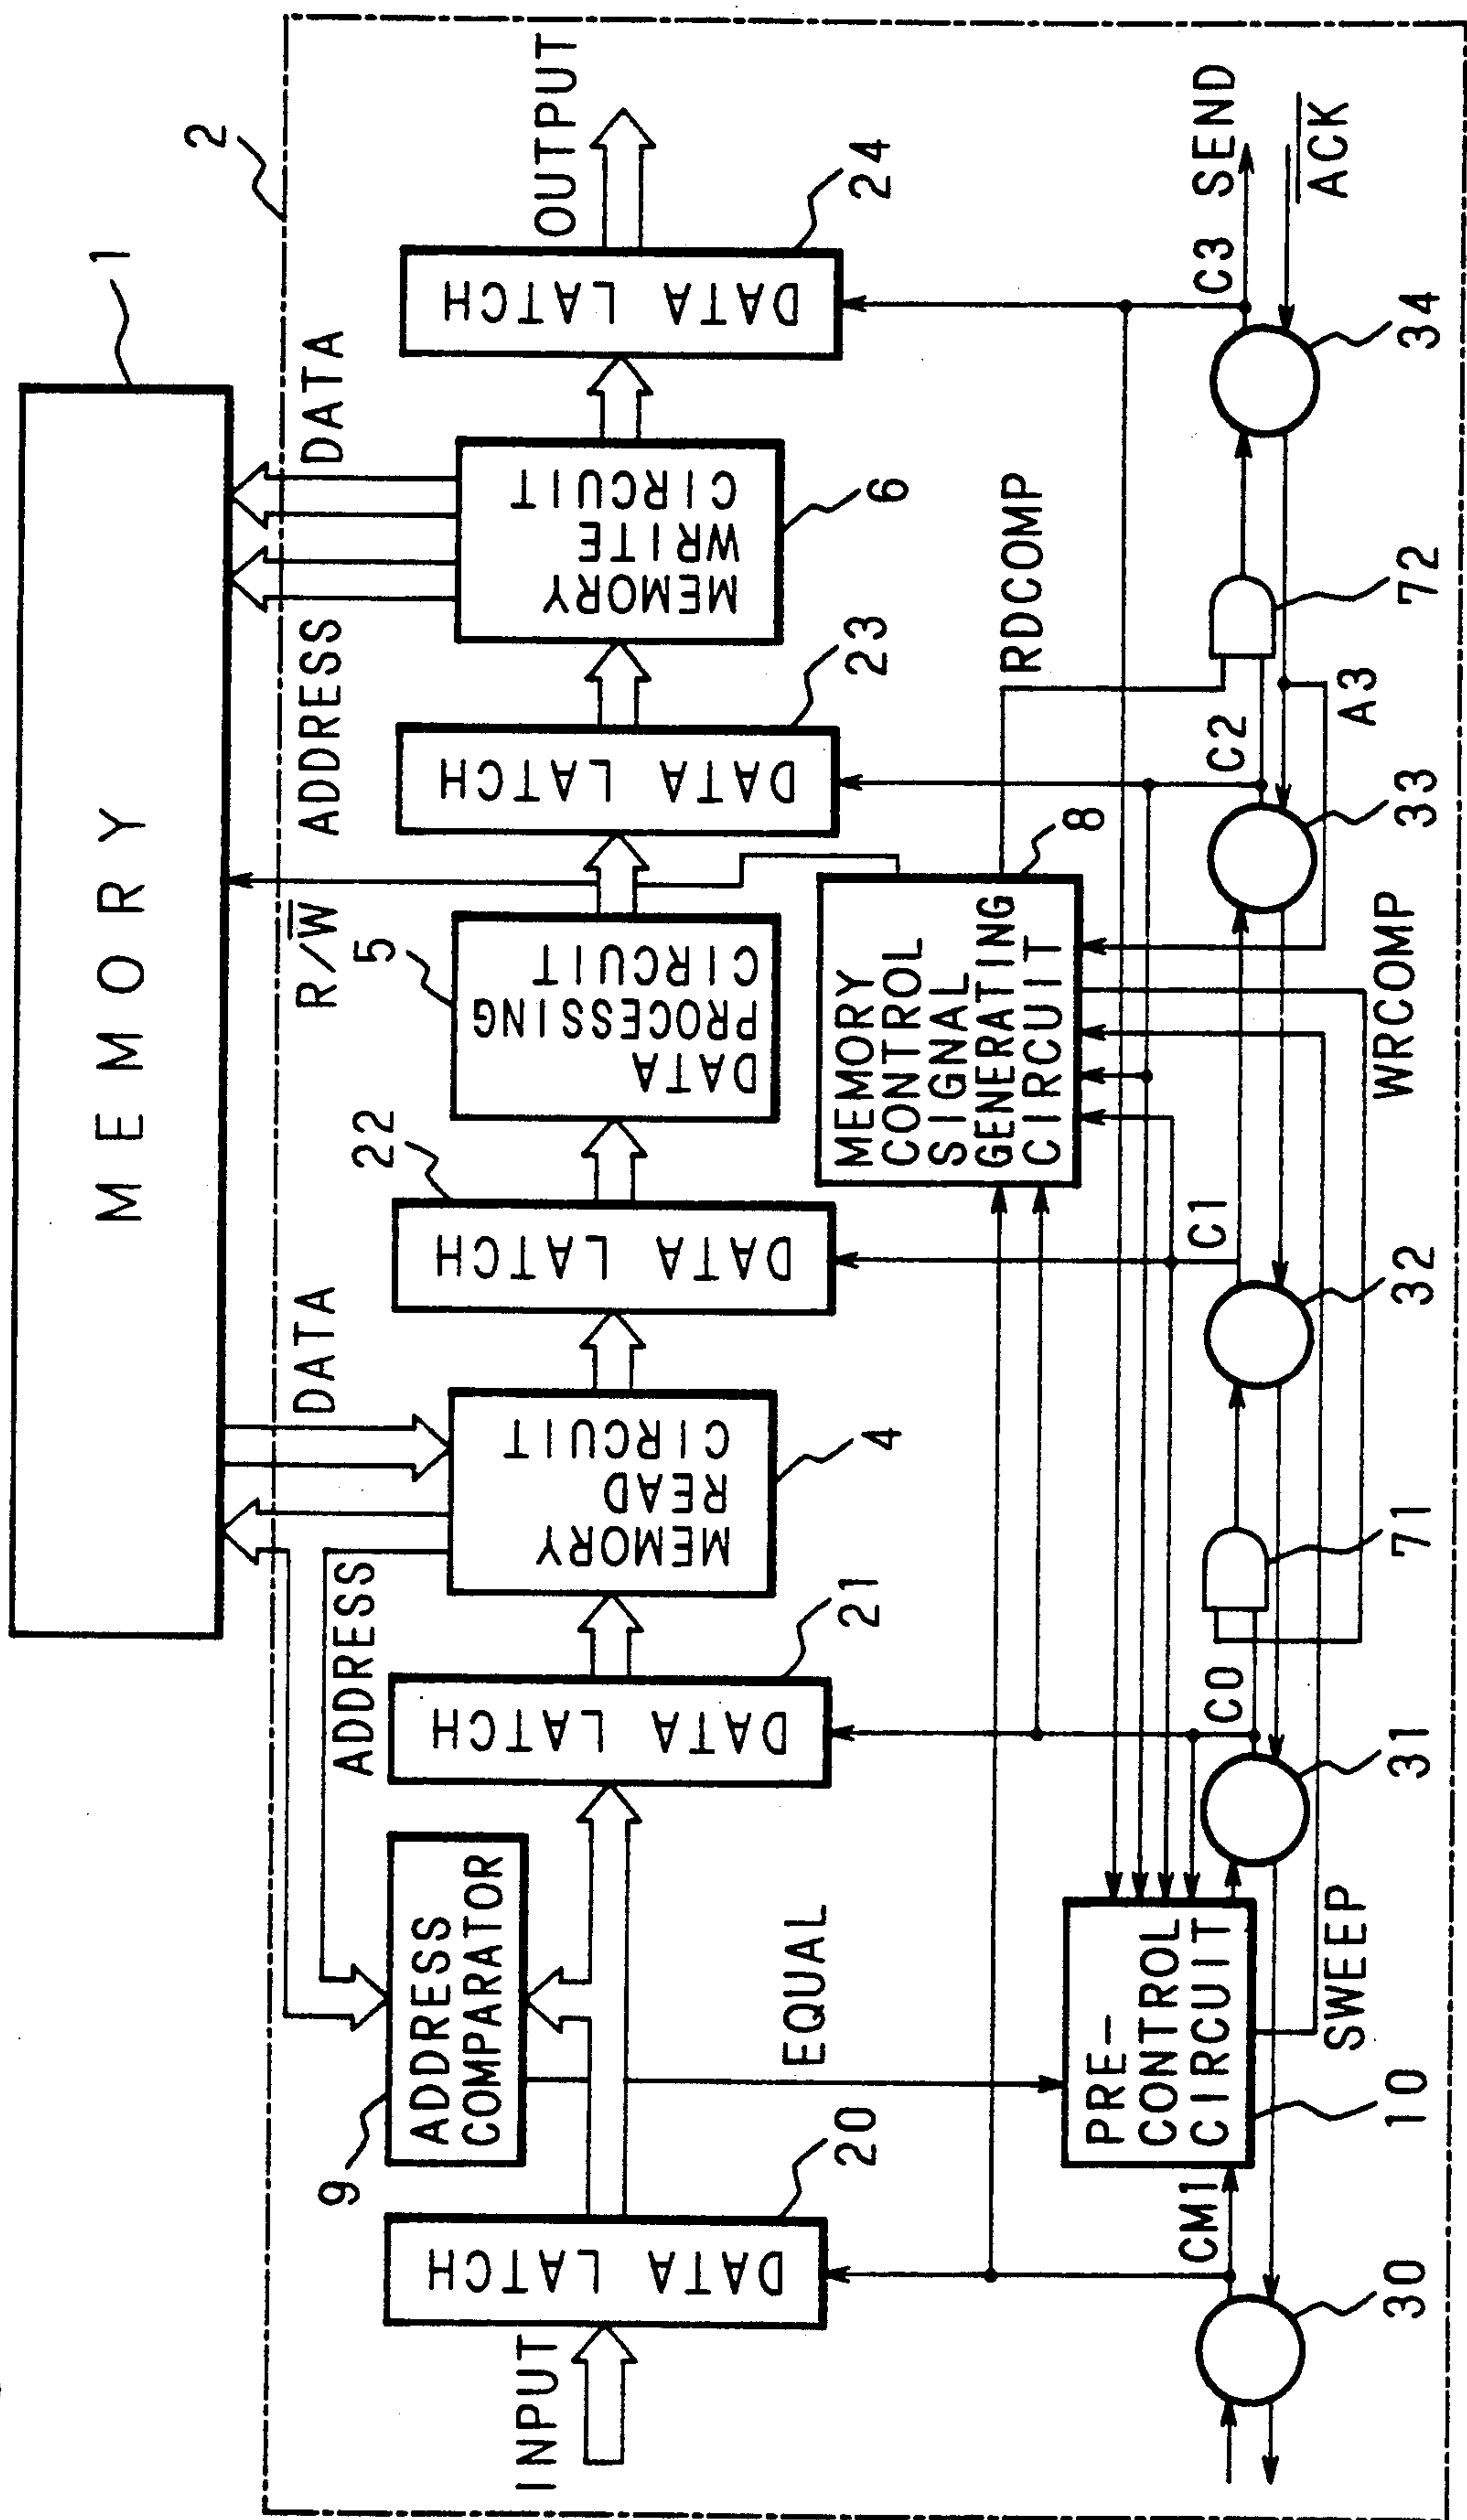 MEMORY
1
2
DATA
ADDRESS
R/W̅
DATA
ADDRESS
INPUT
DATA LATCH
20
9
ADDRESS
COMPARATOR
EQUAL
DATA LATCH
21
MEMORY
READ
CIRCUIT
4
DATA LATCH
22
DATA
PROCESSING
CIRCUIT
5
DATA LATCH
23
MEMORY
WRITE
CIRCUIT
6
DATA LATCH
24
OUTPUT
MEMORY
CONTROL
SIGNAL
GENERATING
CIRCUIT
8
RDCOMP
PRE-
CONTROL
CIRCUIT
10
CM1
30
SWEEP
31
C0
71
32
C1
WRCOMP
33
C2
A3
72
34
C3
SEND
A̅C̅K̅